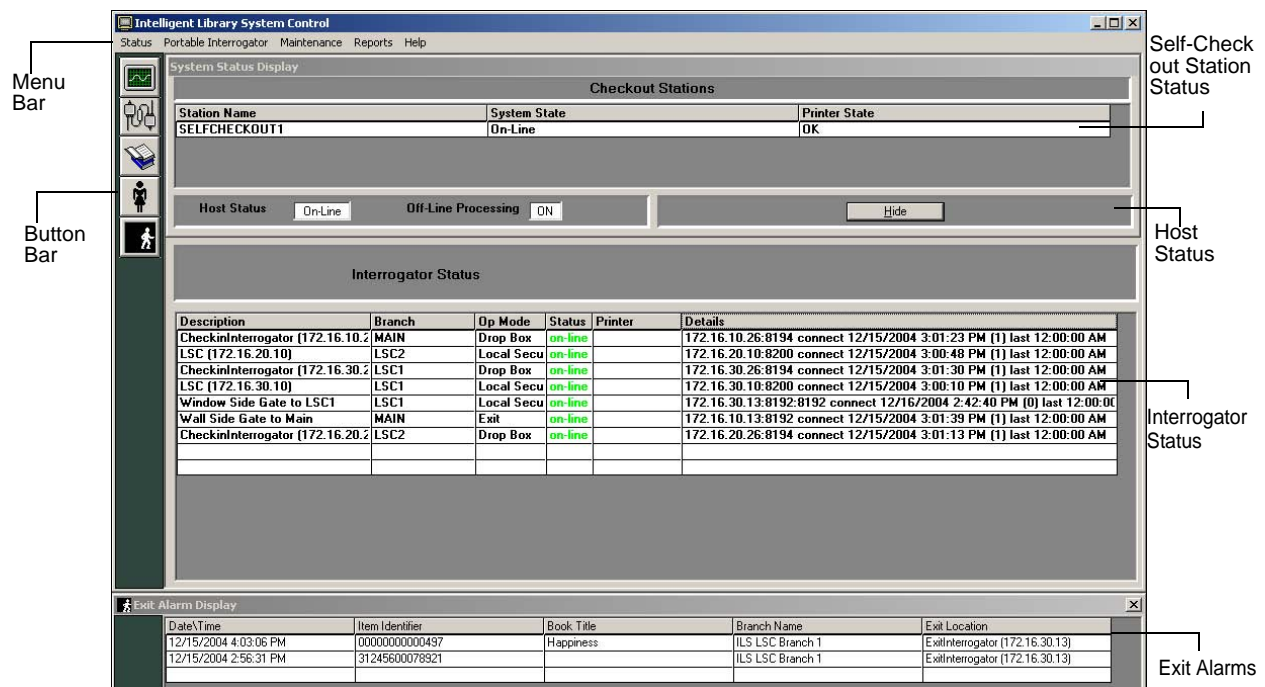 Intelligent Library System Control
Status Portable Interrogator Maintenance Reports Help
Menu
Bar
Button
Bar
System Status Display
Checkout Stations
Station Name System State Printer State
SELFCHECKOUT1 On-Line OK
Host Status On-Line Off-Line Processing ON Hide
Self-Check
out Station
Status
Host
Status
Interrogator Status
Description Branch Op Mode Status Printer Details
CheckinInterrogator (172.16.10.2 MAIN Drop Box on-line 172.16.10.26:8194 connect 12/15/2004 3:01:23 PM (1) last 12:00:00 AM
LSC (172.16.20.10) LSC2 Local Secu on-line 172.16.20.10:8200 connect 12/15/2004 3:00:48 PM (1) last 12:00:00 AM
CheckinInterrogator (172.16.30.2 LSC1 Drop Box on-line 172.16.30.26:8194 connect 12/15/2004 3:01:30 PM (1) last 12:00:00 AM
LSC (172.16.30.10) LSC1 Local Secu on-line 172.16.30.10:8200 connect 12/15/2004 3:00:10 PM (1) last 12:00:00 AM
Window Side Gate to LSC1 LSC1 Local Secu on-line 172.16.30.13:8192:8192 connect 12/16/2004 2:42:40 PM (0) last 12:00:00
Wall Side Gate to Main MAIN Exit on-line 172.16.10.13:8192 connect 12/15/2004 3:01:39 PM (1) last 12:00:00 AM
CheckinInterrogator (172.16.20.2 LSC2 Drop Box on-line 172.16.20.26:8194 connect 12/15/2004 3:01:13 PM (1) last 12:00:00 AM
Interrogator
Status
Exit Alarm Display
Date\Time Item Identifier Book Title Branch Name Exit Location
12/15/2004 4:03:06 PM 00000000000497 Happiness ILS LSC Branch 1 ExitInterrogator (172.16.30.13)
12/15/2004 2:56:31 PM 31245600078921 ILS LSC Branch 1 ExitInterrogator (172.16.30.13)
Exit Alarms